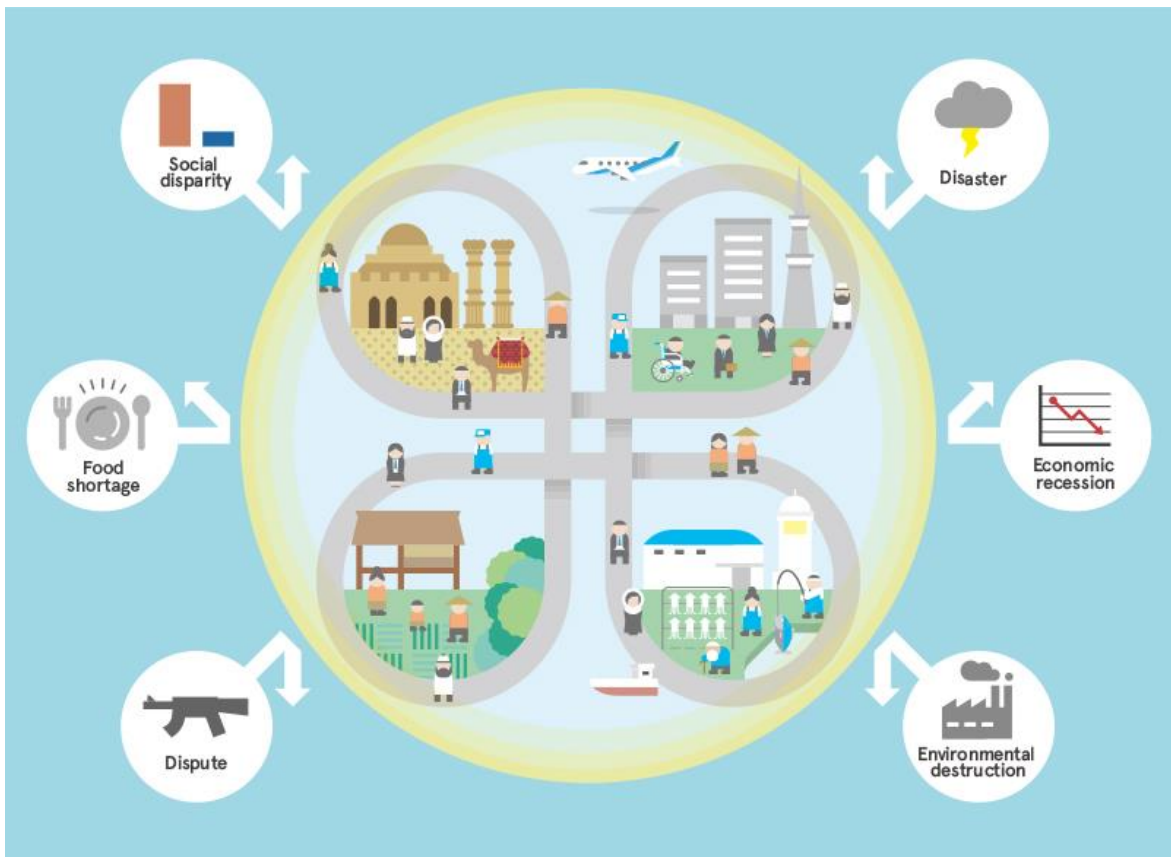 Social
disparity
Disaster
Food
shortage
Economic
recession
Dispute
Environmental
destruction